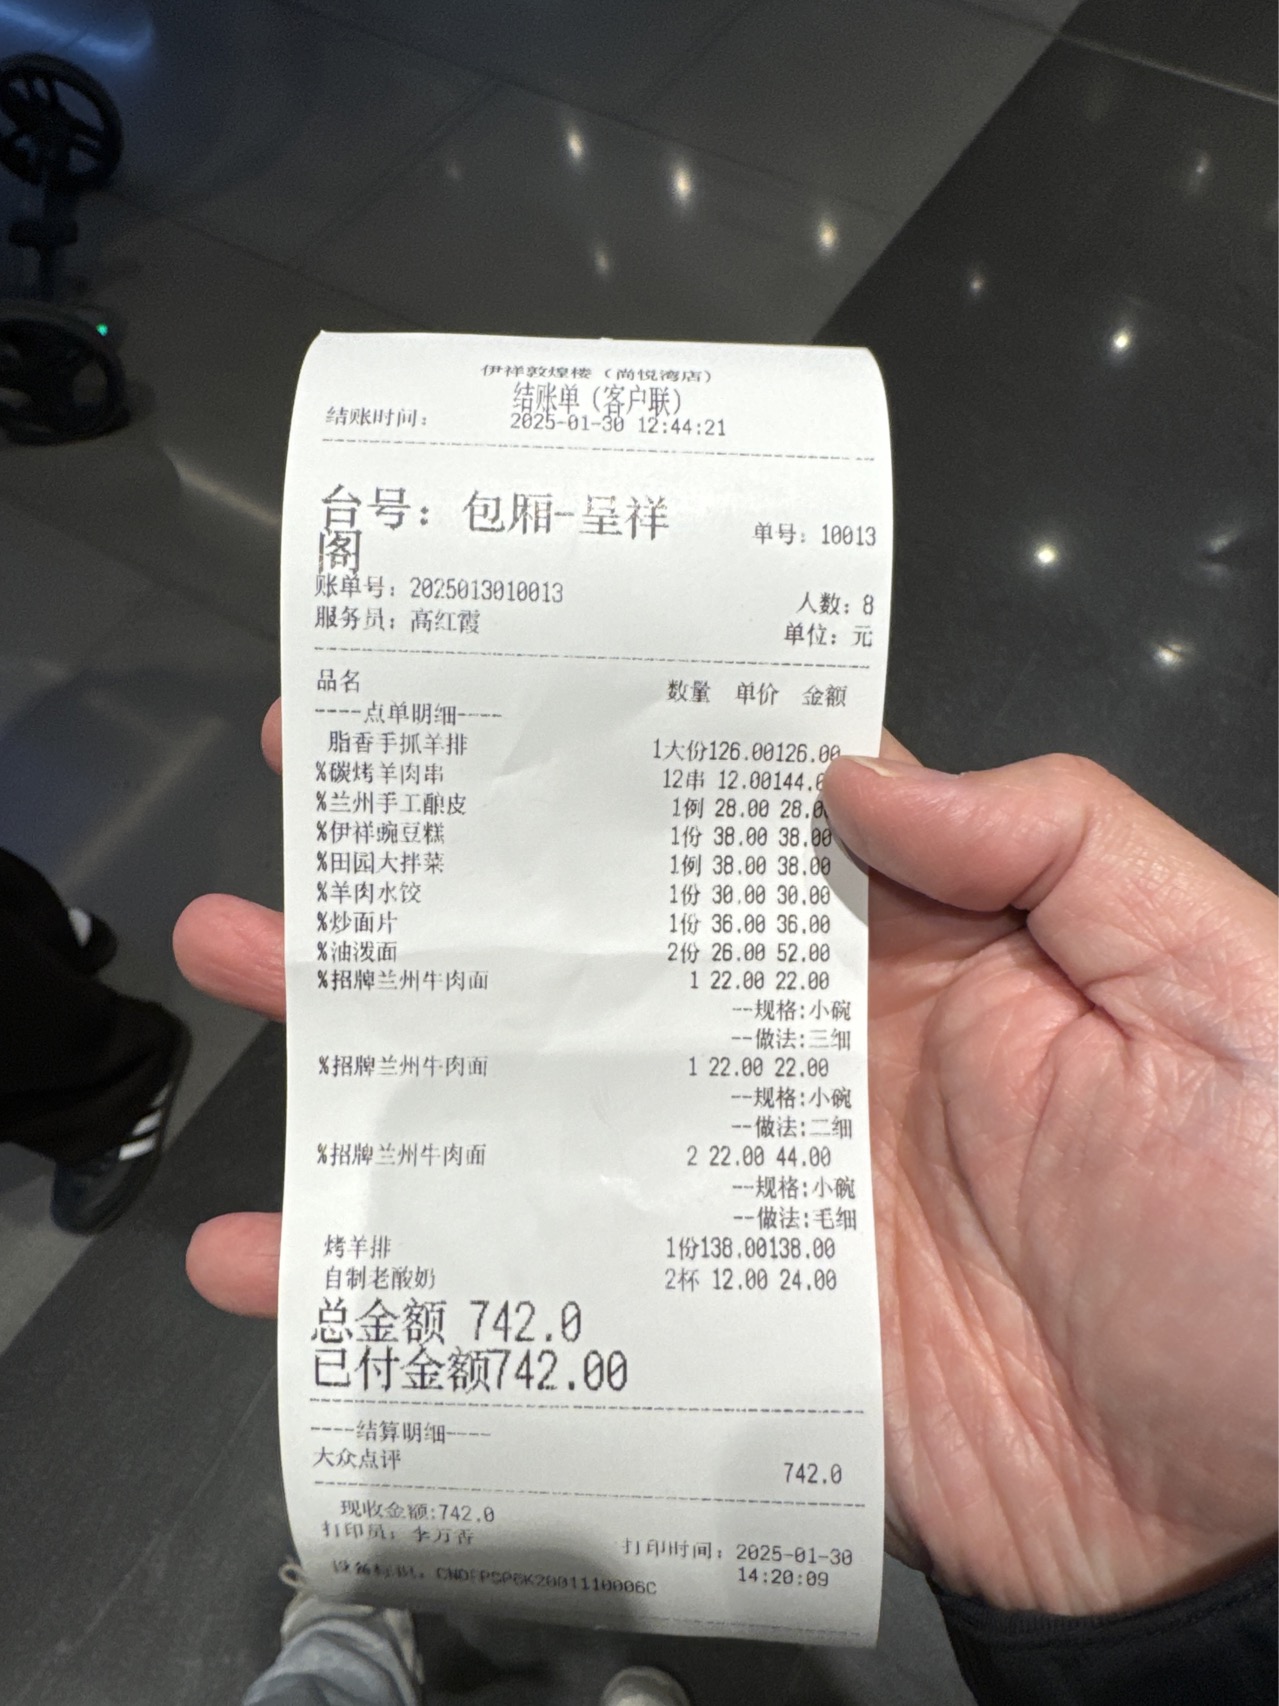 伊祥敦煌楼（尚悦湾店）
结账单（客户联）
结账时间： 2025-01-30 12:44:21
台号：包厢-呈祥
阁
单号：10013
账单号：2025013010013
人数：8
服务员：高红霞
单位：元
品名 数量 单价 金额
----点单明细----
脂香手抓羊排 1大份126.00126.00
%碳烤羊肉串 12串 12.00144.0
%兰州手工酿皮 1例 28.00 28.00
%伊祥豌豆糕 1份 38.00 38.00
%田园大拌菜 1例 38.00 38.00
%羊肉水饺 1份 30.00 30.00
%炒面片 1份 36.00 36.00
%油泼面 2份 26.00 52.00
%招牌兰州牛肉面 1 22.00 22.00
--规格:小碗
--做法:三细
%招牌兰州牛肉面 1 22.00 22.00
--规格:小碗
--做法:二细
%招牌兰州牛肉面 2 22.00 44.00
--规格:小碗
--做法:毛细
烤羊排 1份138.00138.00
自制老酸奶 2杯 12.00 24.00
总金额 742.0
已付金额742.00
----结算明细----
大众点评 742.0
现收金额:742.0
打印员：李万香
打印时间：2025-01-30
14:20:09
设备标识：